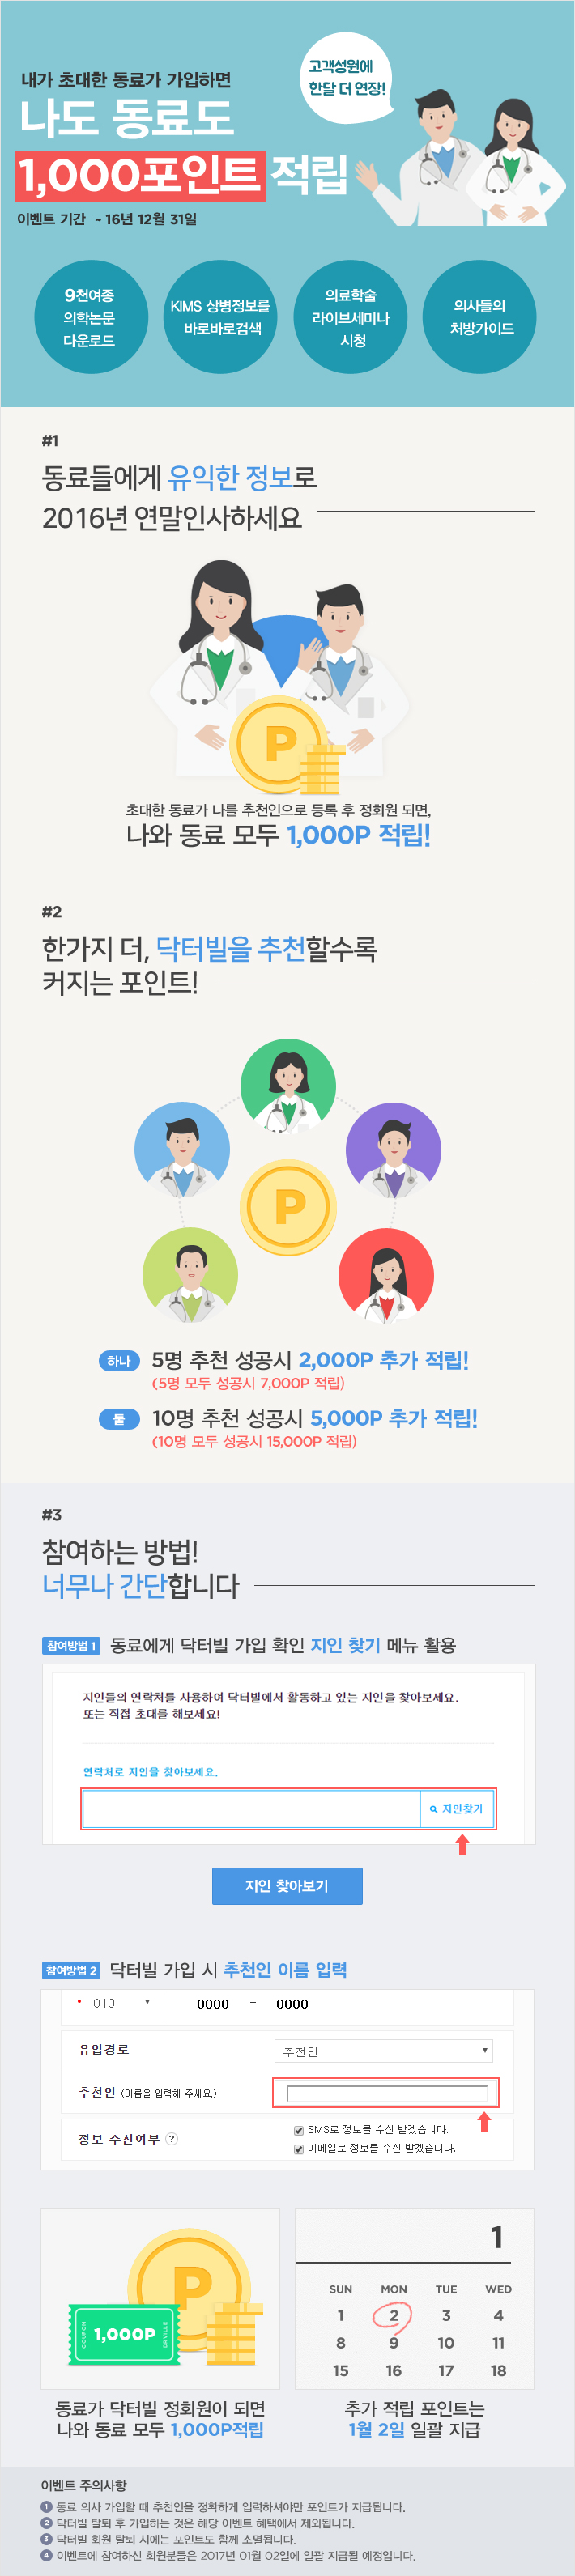 내가 초대한 동료가 가입하면
나도 동료도
1,000포인트 적립
이벤트 기간 ~ 16년 12월 31일
고객성원에
한달 더 연장!
9천여종
의학논문
다운로드
KIMS 상병정보를
바로바로검색
의료학술
라이브세미나
시청
의사들의
처방가이드
#1
동료들에게 유익한 정보로
2016년 연말인사하세요
P
초대한 동료가 나를 추천인으로 등록 후 정회원 되면,
나와 동료 모두 1,000P 적립!
#2
한가지 더, 닥터빌을 추천할수록
커지는 포인트!
P
하나 5명 추천 성공시 2,000P 추가 적립!
(5명 모두 성공시 7,000P 적립)
둘 10명 추천 성공시 5,000P 추가 적립!
(10명 모두 성공시 15,000P 적립)
#3
참여하는 방법!
너무나 간단합니다
참여방법 1 동료에게 닥터빌 가입 확인 지인 찾기 메뉴 활용
지인들의 연락처를 사용하여 닥터빌에서 활동하고 있는 지인을 찾아보세요.
또는 직접 초대를 해보세요!
연락처로 지인을 찾아보세요.
지인찾기
지인 찾아보기
참여방법 2 닥터빌 가입 시 추천인 이름 입력
• 010 ▼ 0000 - 0000
유입경로 추천인 ▼
추천인 (이름을 입력해 주세요.)
정보 수신여부 ? SMS로 정보를 수신 받겠습니다.
이메일로 정보를 수신 받겠습니다.
P
COUPON 1,000P DRVILLE
동료가 닥터빌 정회원이 되면
나와 동료 모두 1,000P적립
1
SUN MON TUE WED
1 2 3 4
8 9 10 11
15 16 17 18
추가 적립 포인트는
1월 2일 일괄 지급
이벤트 주의사항
1 동료 의사 가입할 때 추천인을 정확하게 입력하셔야만 포인트가 지급됩니다.
2 닥터빌 탈퇴 후 가입하는 것은 해당 이벤트 혜택에서 제외됩니다.
3 닥터빌 회원 탈퇴 시에는 포인트도 함께 소멸됩니다.
4 이벤트에 참여하신 회원분들은 2017년 01월 02일에 일괄 지급될 예정입니다.